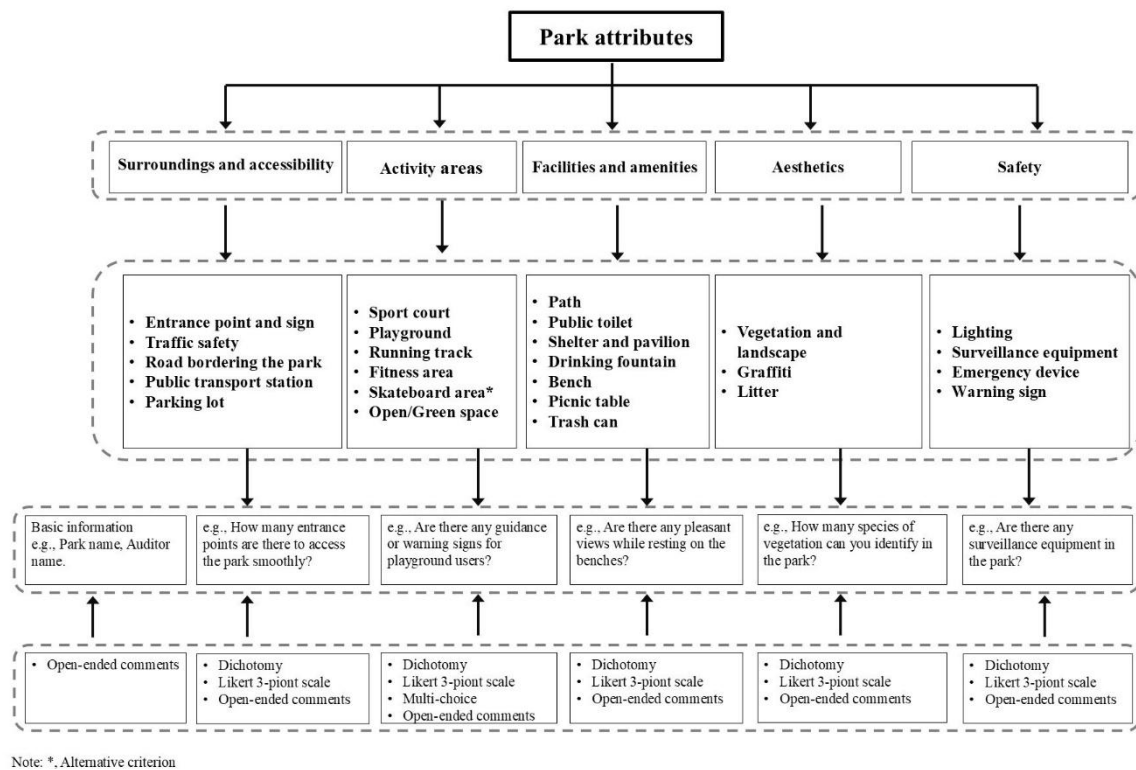 Park attributes
Surroundings and accessibility
Activity areas
Facilities and amenities
Aesthetics
Safety
• Entrance point and sign
• Traffic safety
• Road bordering the park
• Public transport station
• Parking lot
• Sport court
• Playground
• Running track
• Fitness area
• Skateboard area*
• Open/Green space
• Path
• Public toilet
• Shelter and pavilion
• Drinking fountain
• Bench
• Picnic table
• Trash can
• Vegetation and
landscape
• Graffiti
• Litter
• Lighting
• Surveillance equipment
• Emergency device
• Warning sign
Basic information
e.g., Park name, Auditor
name.
e.g., How many entrance
points are there to access
the park smoothly?
e.g., Are there any guidance
or warning signs for
playground users?
e.g., Are there any pleasant
views while resting on the
benches?
e.g., How many species of
vegetation can you identify in
the park?
e.g., Are there any
surveillance equipment in
the park?
• Open-ended comments
• Dichotomy
• Likert 3-piont scale
• Open-ended comments
• Dichotomy
• Likert 3-piont scale
• Multi-choice
• Open-ended comments
• Dichotomy
• Likert 3-piont scale
• Open-ended comments
• Dichotomy
• Likert 3-piont scale
• Open-ended comments
• Dichotomy
• Likert 3-piont scale
• Open-ended comments
Note: *, Alternative criterion